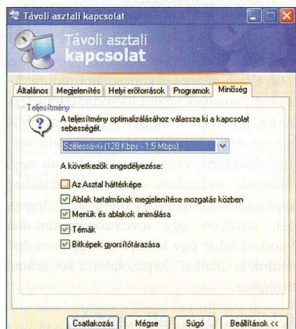 Távoli asztali kapcsolat
Távoli asztali
kapcsolat
Általános Megjelenítés Helyi erőforrások Programok Minőség
Teljesítmény
A teljesítmény optimalizálásához válassza ki a kapcsolat
sebességét.
Szélessávú (128 Kbps - 1.5 Mbps)
A következők engedélyezése:
Az Asztal háttérképe
Ablak tartalmának megjelenítése mozgatás közben
Menük és ablakok animálása
Témák
Bitképek gyorsítótárazása
Csatlakozás Mégse Súgó Beállítások <<